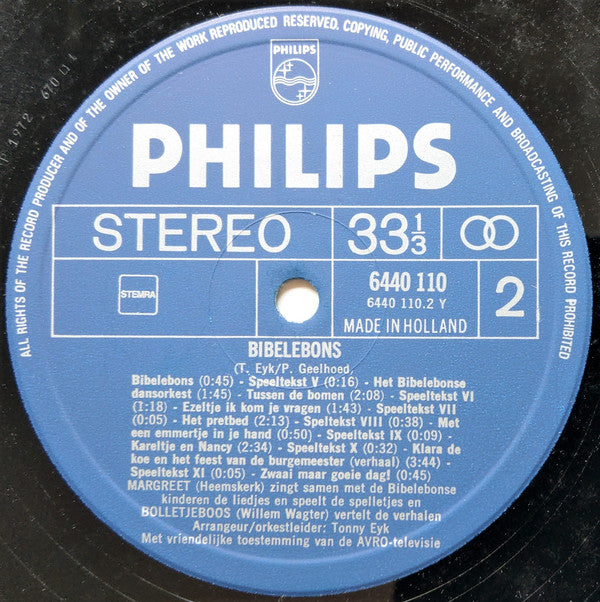 ALL RIGHTS OF THE RECORD PRODUCER AND OF THE OWNER OF THE WORK REPRODUCED RESERVED. COPYING, PUBLIC PERFORMANCE AND BROADCASTING OF THIS RECORD PROHIBITED
PHILIPS
PHILIPS
STEREO 33⅓
STEMRA
6440 110
6440 110.2 Y
MADE IN HOLLAND
2
BIBELEBONS
(T. Eyk/P. Geelhoed)
Bibelebons (0:45) - Speeltekst V (0:16) - Het Bibelebonse
dansorkest (1:45) - Tussen de bomen (2:08) - Speeltekst VI
(1:18) - Ezeltje ik kom je vragen (1:43) - Speeltekst VII
(0:05) - Het pretbed (2:13) - Speltekst VIII (0:38) - Met
een emmertje in je hand (0:50) - Speeltekst IX (0:09) -
Kareltje en Nancy (2:34) - Speeltekst X (0:32) - Klara de
koe en het feest van de burgemeester (verhaal) (3:44) -
Speeltekst XI (0:05) - Zwaai maar goeie dag! (0:45)
MARGREET (Heemskerk) zingt samen met de Bibelebonse
kinderen de liedjes en speelt de spelletjes en
BOLLETJEBOOS (Willem Wagter) vertelt de verhalen
Arrangeur/orkestleider: Tonny Eyk
Met vriendelijke toestemming van de AVRO-televisie
1972 670